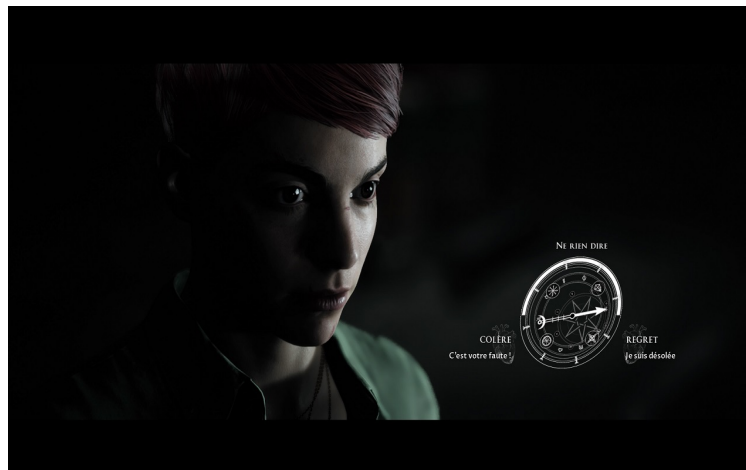 NE RIEN DIRE
COLÈRE
C'est votre faute !
REGRET
Je suis désolée